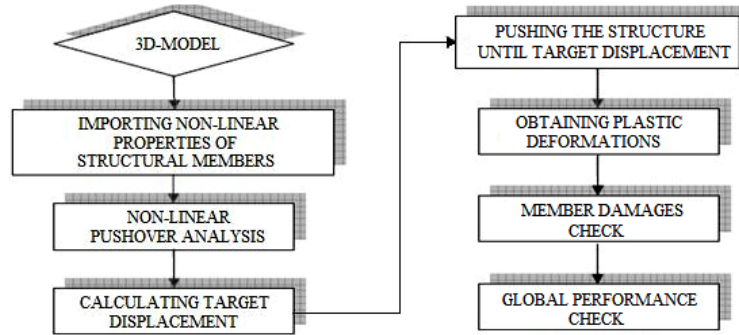 3D-MODEL
IMPORTING NON-LINEAR
PROPERTIES OF
STRUCTURAL MEMBERS
NON-LINEAR
PUSHOVER ANALYSIS
CALCULATING TARGET
DISPLACEMENT
PUSHING THE STRUCTURE
UNTIL TARGET DISPLACEMENT
OBTAINING PLASTIC
DEFORMATIONS
MEMBER DAMAGES
CHECK
GLOBAL PERFORMANCE
CHECK